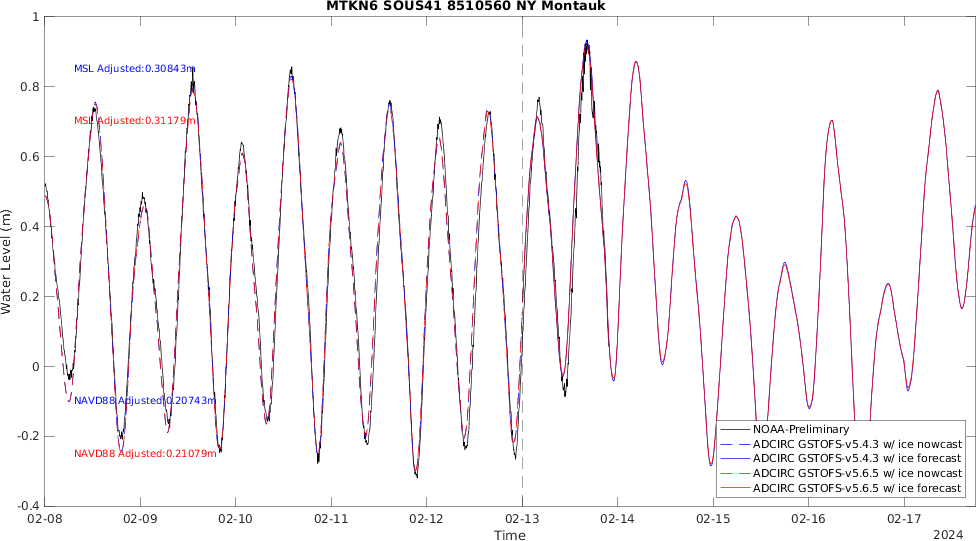 MTKN6 SOUS41 8510560 NY Montauk
1
0.8
0.6
0.4
0.2
0
-0.2
-0.4
Water Level (m)
MSL Adjusted:0.30843m
MSL Adjusted:0.31179m
NAVD88 Adjusted:0.20743m
NAVD88 Adjusted:0.21079m
NOAA-Preliminary
ADCIRC GSTOFS-v5.4.3 w/ ice nowcast
ADCIRC GSTOFS-v5.4.3 w/ ice forecast
ADCIRC GSTOFS-v5.6.5 w/ ice nowcast
ADCIRC GSTOFS-v5.6.5 w/ ice forecast
02-08 02-09 02-10 02-11 02-12 02-13 02-14 02-15 02-16 02-17
Time
2024